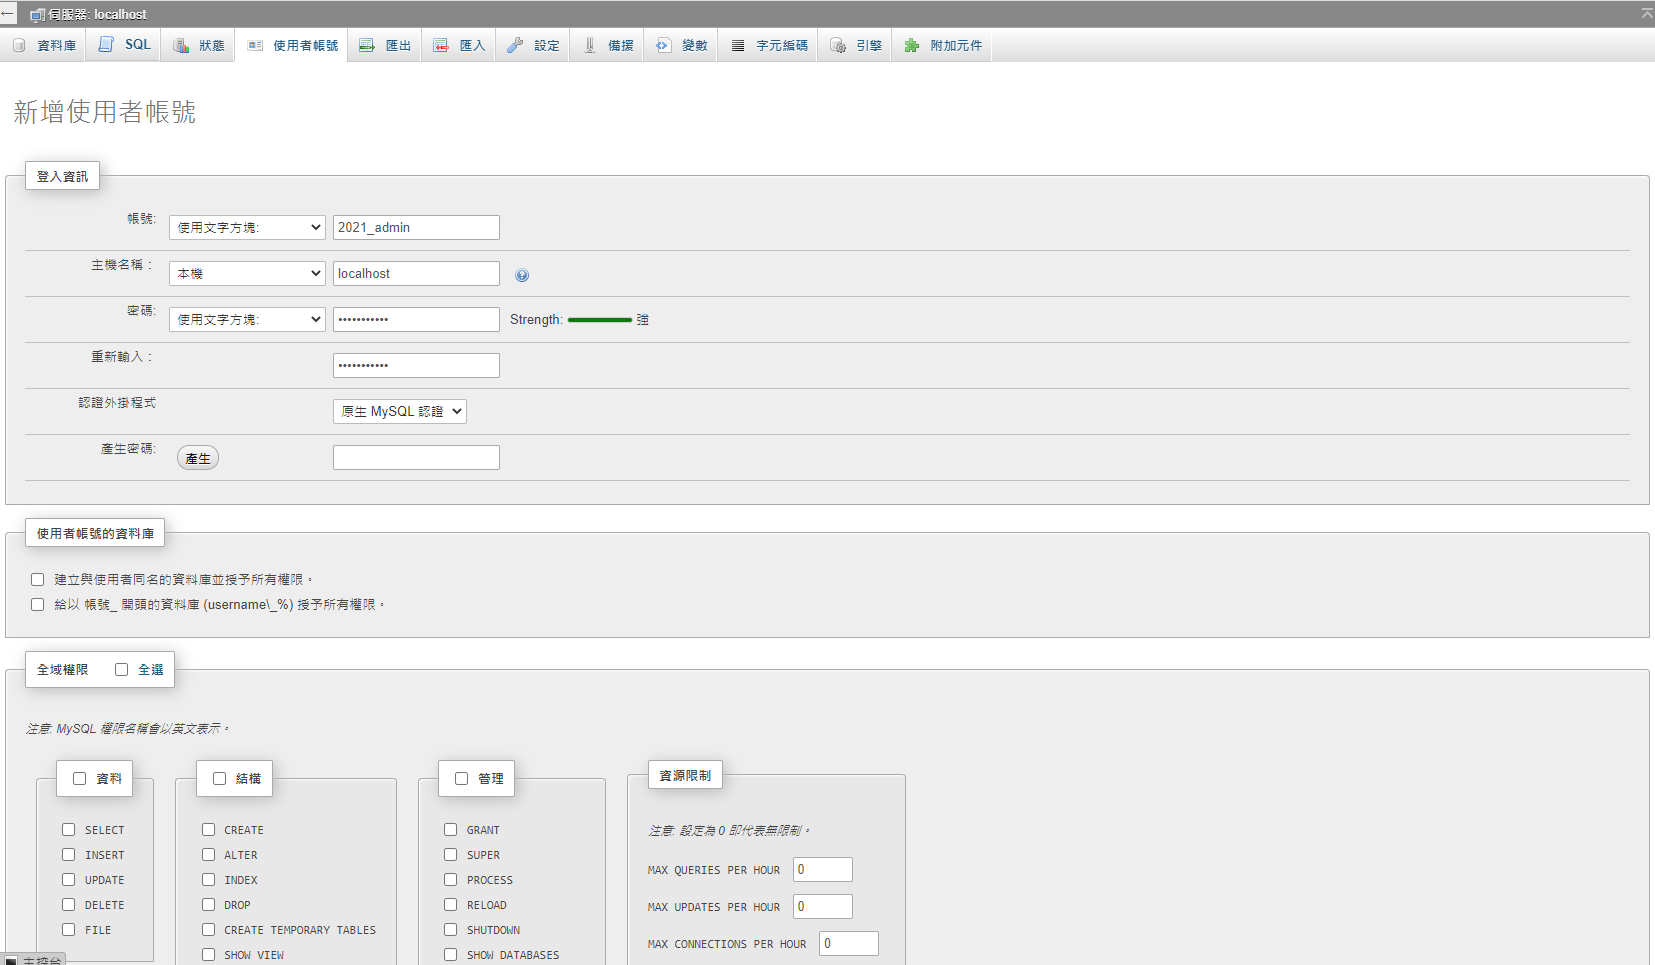 伺服器: localhost
資料庫 SQL 狀態 使用者帳號 匯出 匯入 設定 備援 變數 字元編碼 引擎 附加元件
新增使用者帳號
登入資訊
帳號: 使用文字方塊: 2021_admin
主機名稱： 本機 localhost
密碼: 使用文字方塊: ••••••••••• Strength: 強
重新輸入： •••••••••••
認證外掛程式 原生 MySQL 認證
產生密碼: 產生
使用者帳號的資料庫
建立與使用者同名的資料庫並授予所有權限。
給以 帳號_ 開頭的資料庫 (username\_%) 授予所有權限。
全域權限 全選
注意: MySQL 權限名稱會以英文表示。
資料
SELECT
INSERT
UPDATE
DELETE
FILE
結構
CREATE
ALTER
INDEX
DROP
CREATE TEMPORARY TABLES
SHOW VIEW
管理
GRANT
SUPER
PROCESS
RELOAD
SHUTDOWN
SHOW DATABASES
資源限制
注意: 設定為 0 即代表無限制。
MAX QUERIES PER HOUR 0
MAX UPDATES PER HOUR 0
MAX CONNECTIONS PER HOUR 0
主控台